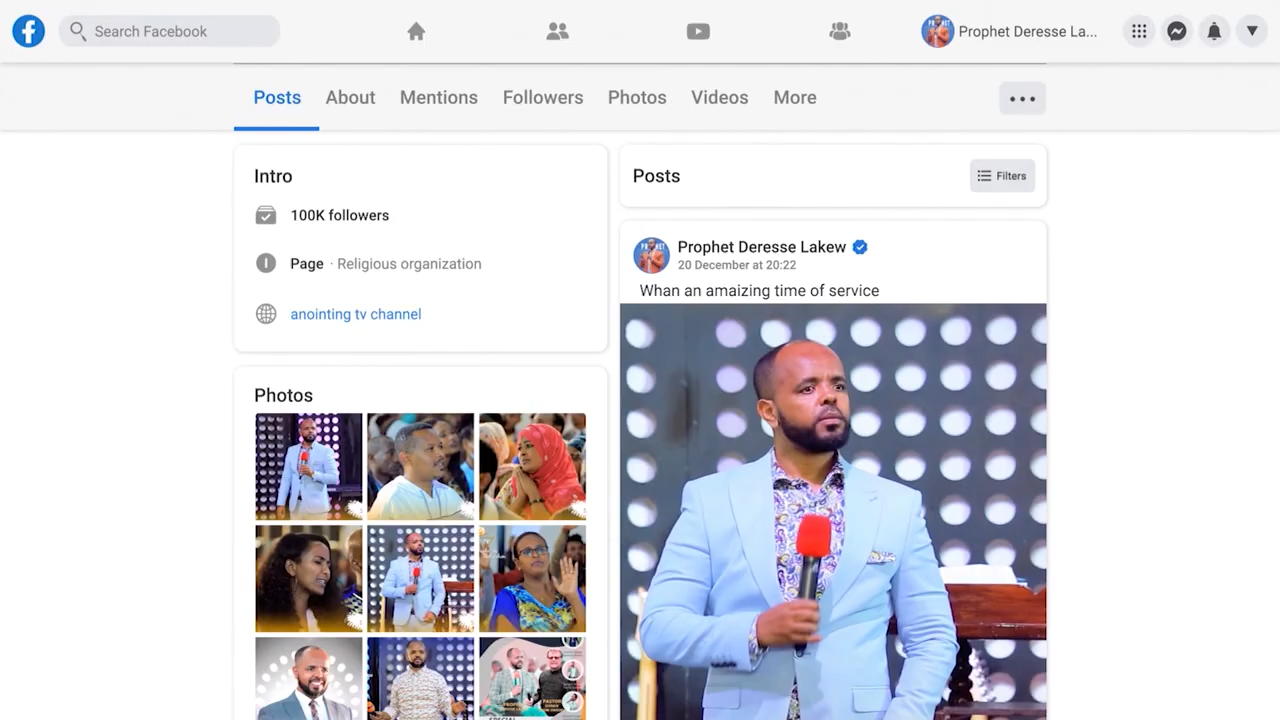 Search Facebook
Prophet Deresse La...
Posts
About
Mentions
Followers
Photos
Videos
More
Intro
100K followers
Page · Religious organization
anointing tv channel
Photos
Posts
Filters
Prophet Deresse Lakew
20 December at 20:22
Whan an amaizing time of service